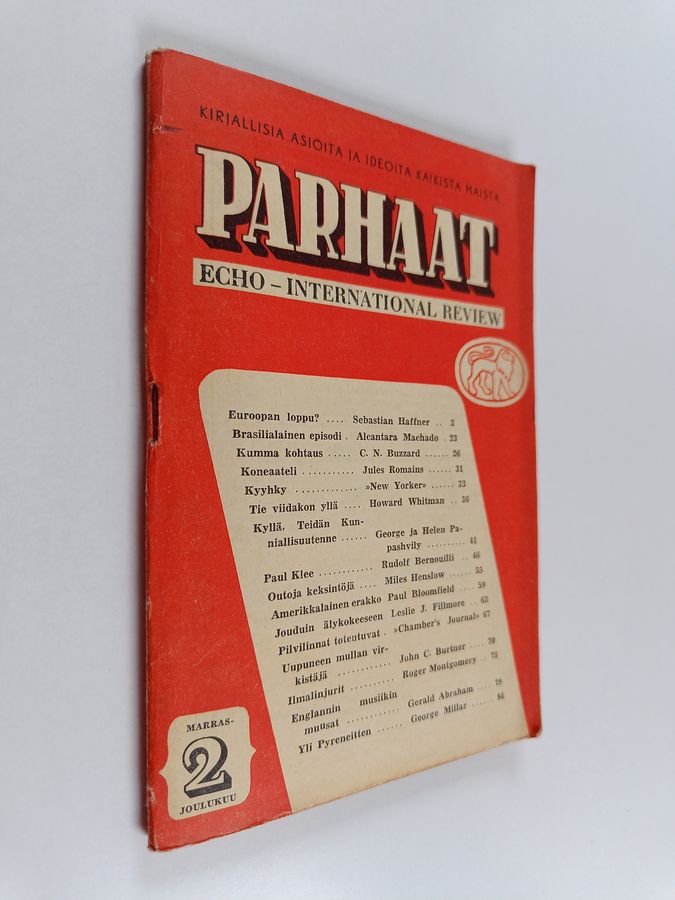 KIRJALLISIA ASIOITA JA IDEOITA KAIKISTA MAISTA
PARHAAT
ECHO – INTERNATIONAL REVIEW
Euroopan loppu? .... Sebastian Haffner .. 3
Brasilialainen episodi . Alcantara Machado . 23
Kumma kohtaus ..... C. N. Buzzard ...... 26
Koneaateli ........... Jules Romains ...... 31
Kyyhky ............. »New Yorker» ...... 33
Tie viidakon yllä .... Howard Whitman .. 36
Kyllä, Teidän Kun-
niallisuutenne ...... George ja Helen Pa-
pashvily .......... 41
Paul Klee ............ Rudolf Bernouilli .. 46
Outoja keksintöjä .... Miles Henslow ...... 55
Amerikkalainen erakko Paul Bloomfield .... 59
Jouduin älykokeeseen Leslie J. Fillmore .. 63
Pilvilinnat toteutuvat . »Chamber's Journal» 67
Uupuneen mullan vir-
kistäjä ............ John C. Burtner .... 70
Ilmalinjurit .......... Roger Montgomery .. 75
Englannin musiikin
muusat ............ Gerald Abraham .... 79
Yli Pyreneitten ...... George Millar ...... 84
MARRAS-
2
JOULUKUU